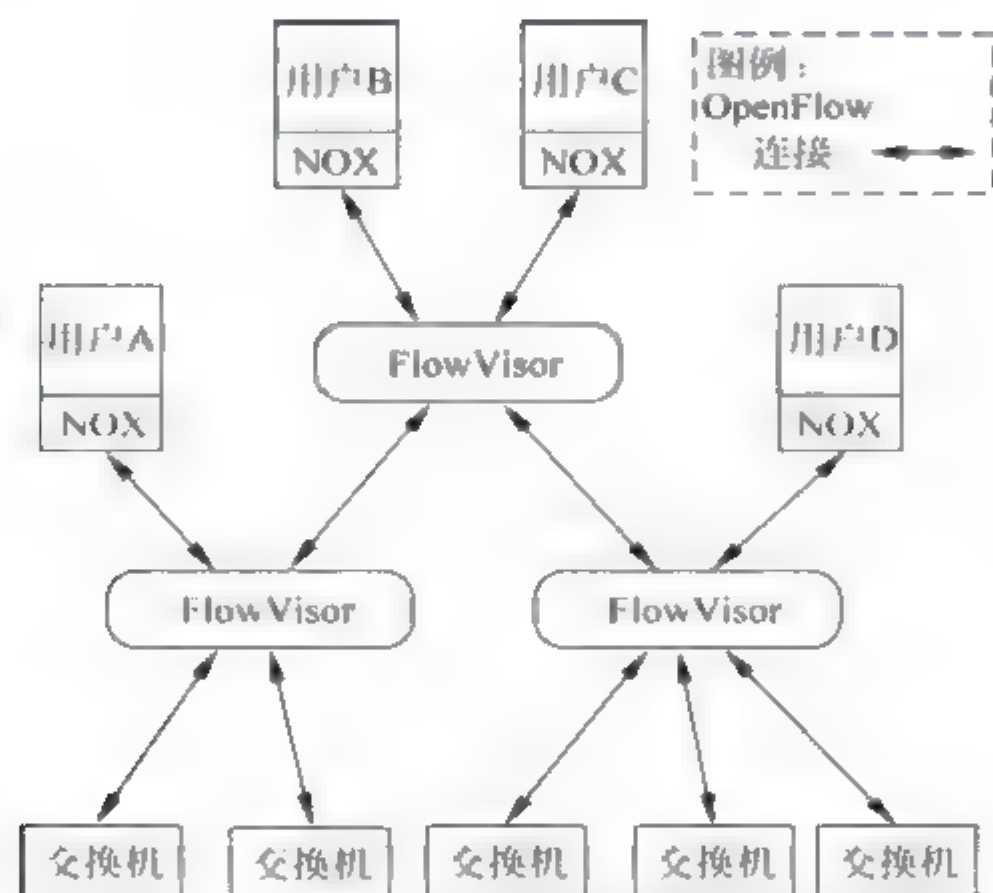 用户B
NOX
用户C
NOX
图例：
OpenFlow
连接
用户A
NOX
FlowVisor
用户D
NOX
FlowVisor
FlowVisor
交换机
交换机
交换机
交换机
交换机